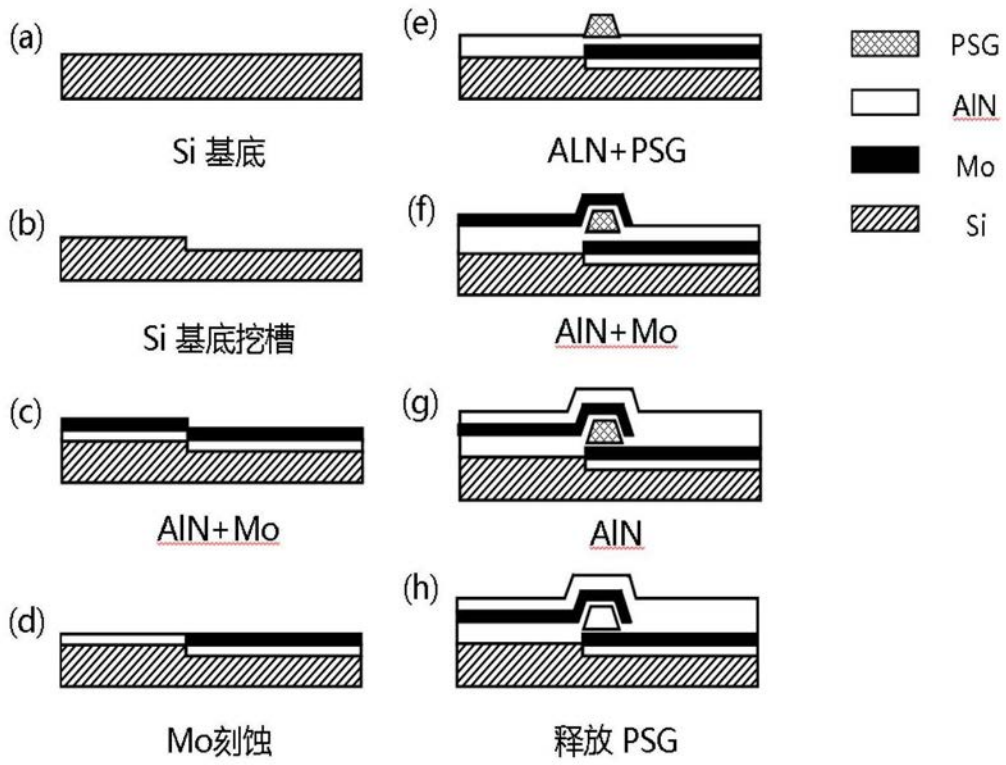 (a)
Si 基底
(b)
Si 基底挖槽
(c)
AlN+Mo
(d)
Mo刻蚀
(e)
ALN+PSG
(f)
AlN+Mo
(g)
AlN
(h)
释放 PSG
PSG
AlN
Mo
Si